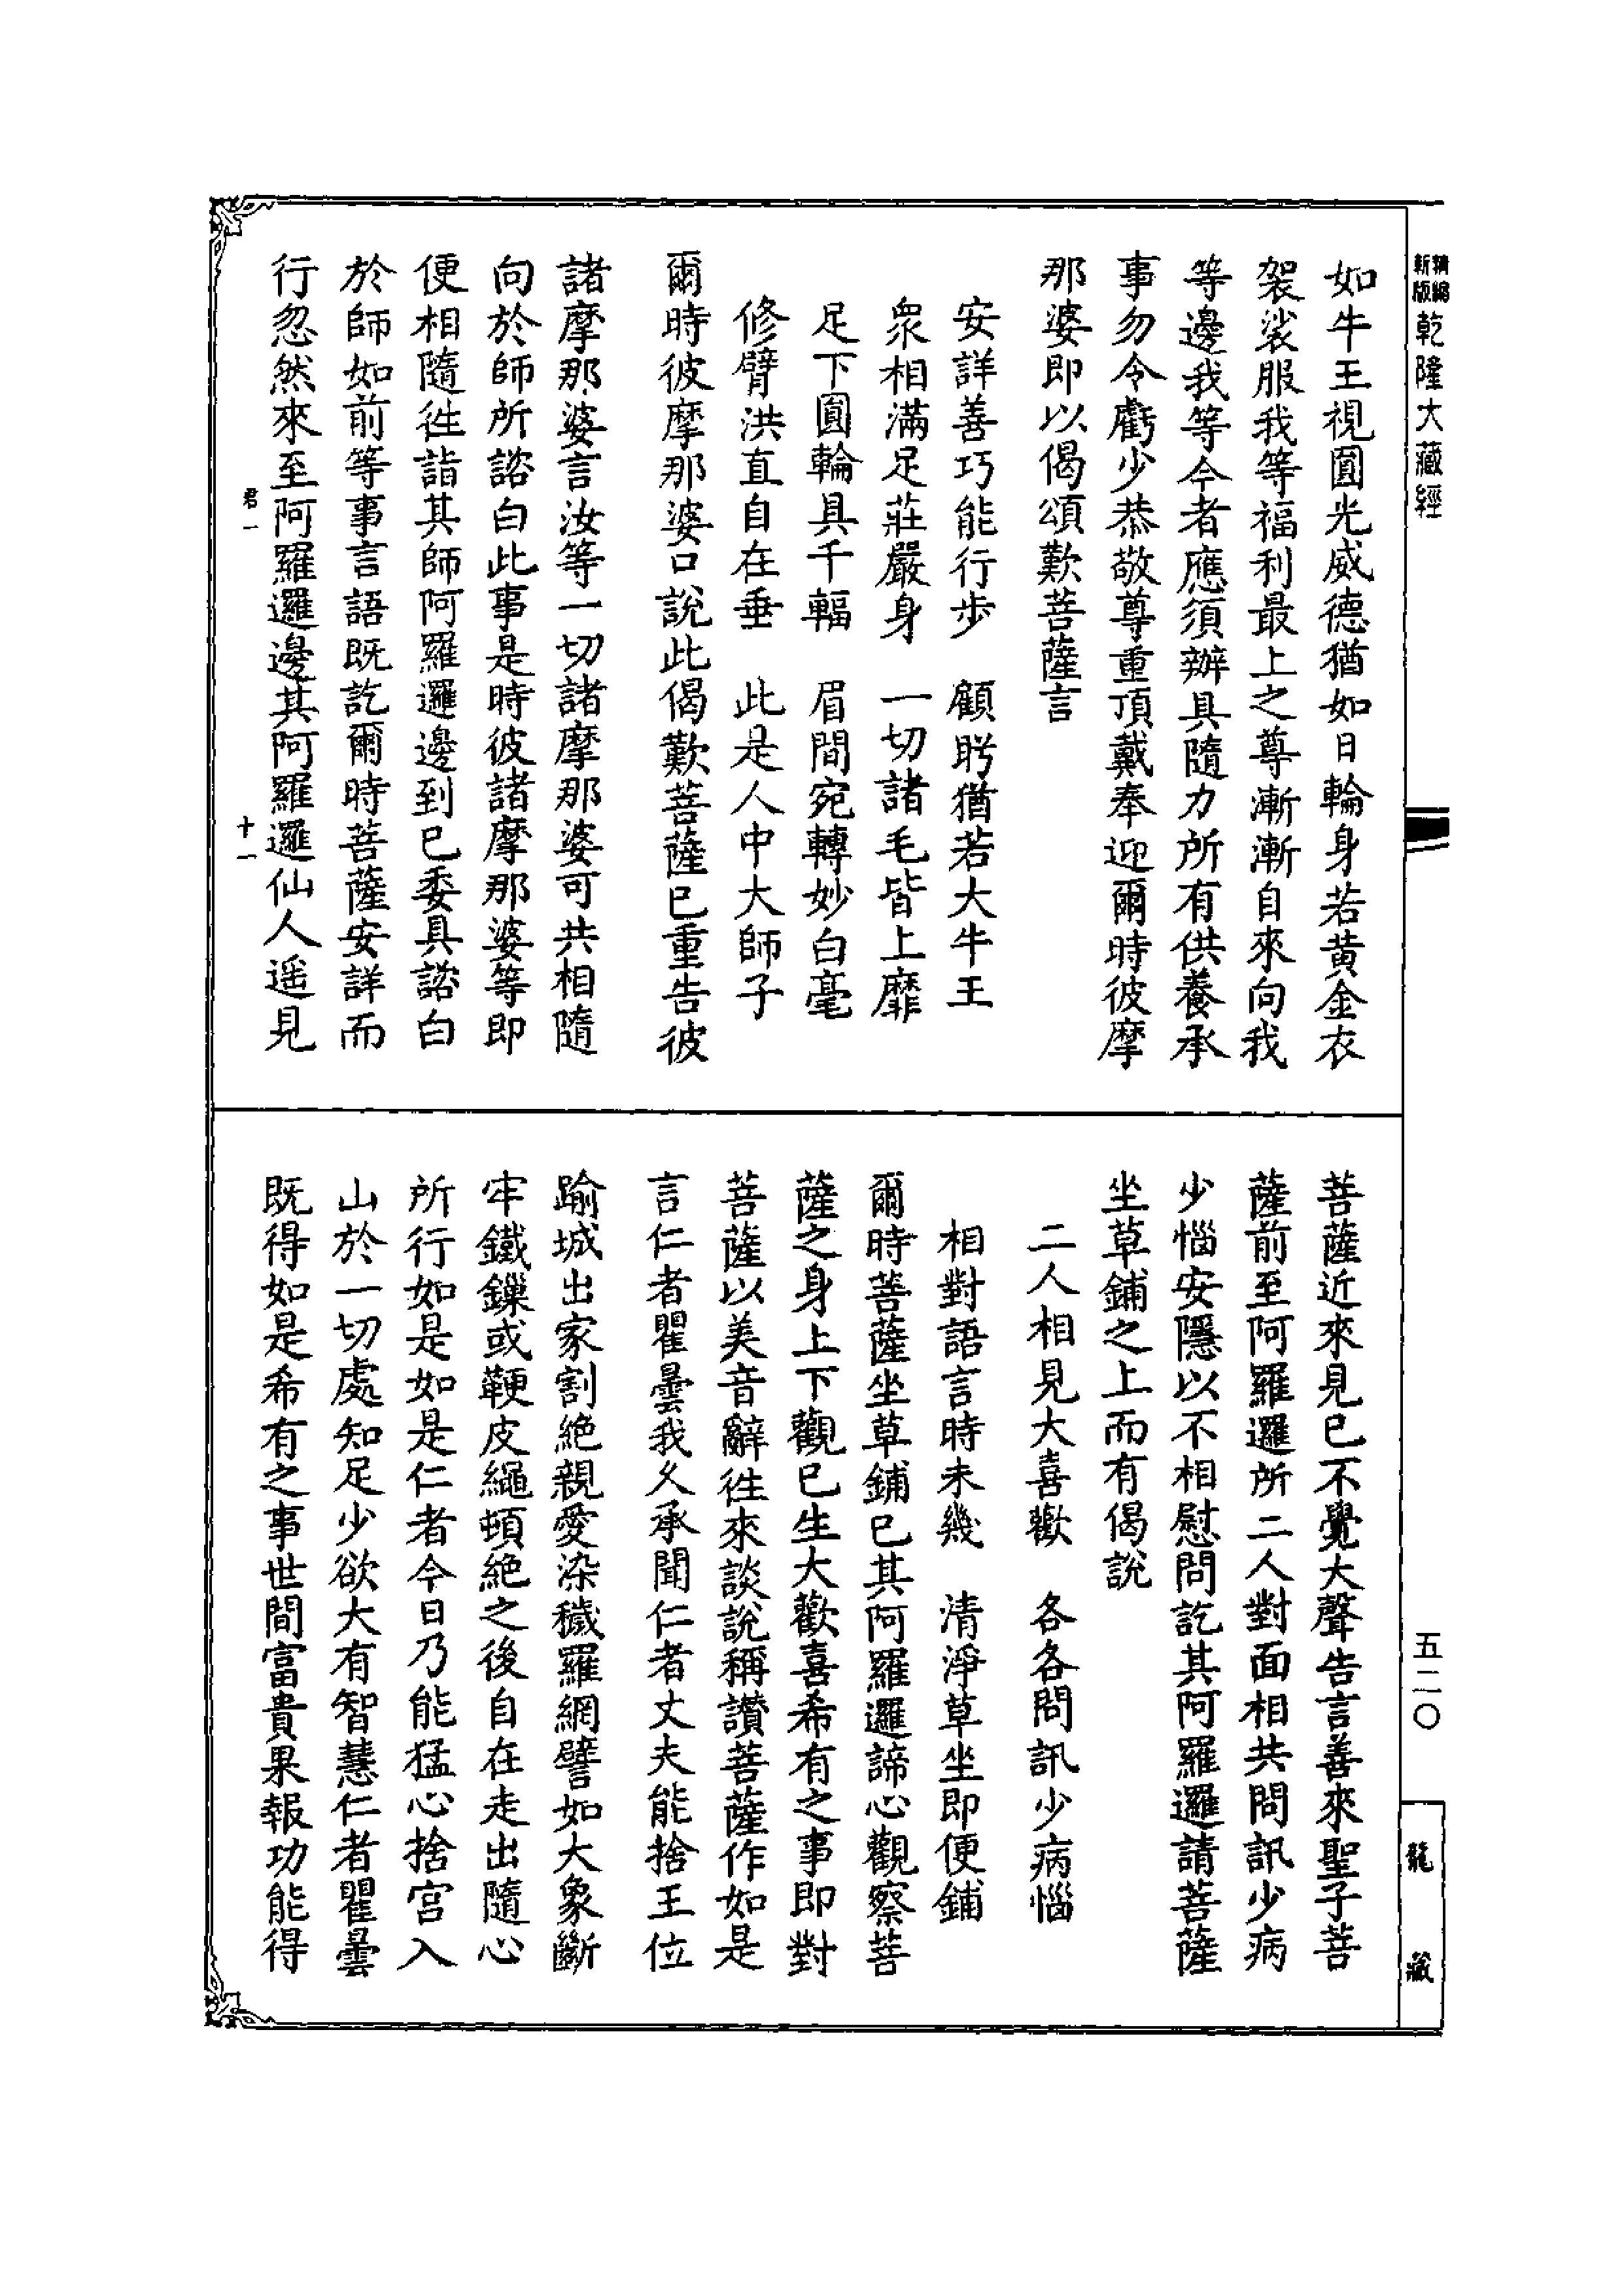 精編
新版
乾隆大藏經
五二〇
龍藏
如牛王視圓光威德猶如日輪身若黃金衣
袈裟服我等福利最上之尊漸漸自來向我
等邊我等今者應須辦具隨力所有供養承
事勿令虧少恭敬尊重頂戴奉迎爾時彼摩
那婆即以偈頌歎菩薩言
安詳善巧能行步　顧眄猶若大牛王
衆相滿足莊嚴身　一切諸毛皆上靡
足下圓輪具千輻　眉間宛轉妙白毫
修臂洪直自在垂　此是人中大師子
爾時彼摩那婆口說此偈歎菩薩已重告彼
諸摩那婆言汝等一切諸摩那婆可共相隨
向於師所諮白此事是時彼諸摩那婆等即
便相隨徃詣其師阿羅邏邊到已委具諮白
於師如前等事言語既訖爾時菩薩安詳而
行忽然來至阿羅邏邊其阿羅邏仙人遥見
君一
十一
菩薩近來見已不覺大聲告言善來聖子菩
薩前至阿羅邏所二人對面相共問訊少病
少惱安隱以不相慰問訖其阿羅邏請菩薩
坐草鋪之上而有偈說
二人相見大喜歡　各各問訊少病惱
相對語言時未幾　清淨草坐即便鋪
爾時菩薩坐草鋪已其阿羅邏諦心觀察菩
薩之身上下觀已生大歡喜希有之事即對
菩薩以美音辭徃來談說稱讚菩薩作如是
言仁者瞿曇我久承聞仁者丈夫能捨王位
踰城出家割絶親愛染穢羅網譬如大象斷
牢鐵鏁或鞕皮繩頓絶之後自在走出隨心
所行如是如是仁者今日乃能猛心捨宫入
山於一切處知足少欲大有智慧仁者瞿曇
既得如是希有之事世間富貴果報功能得